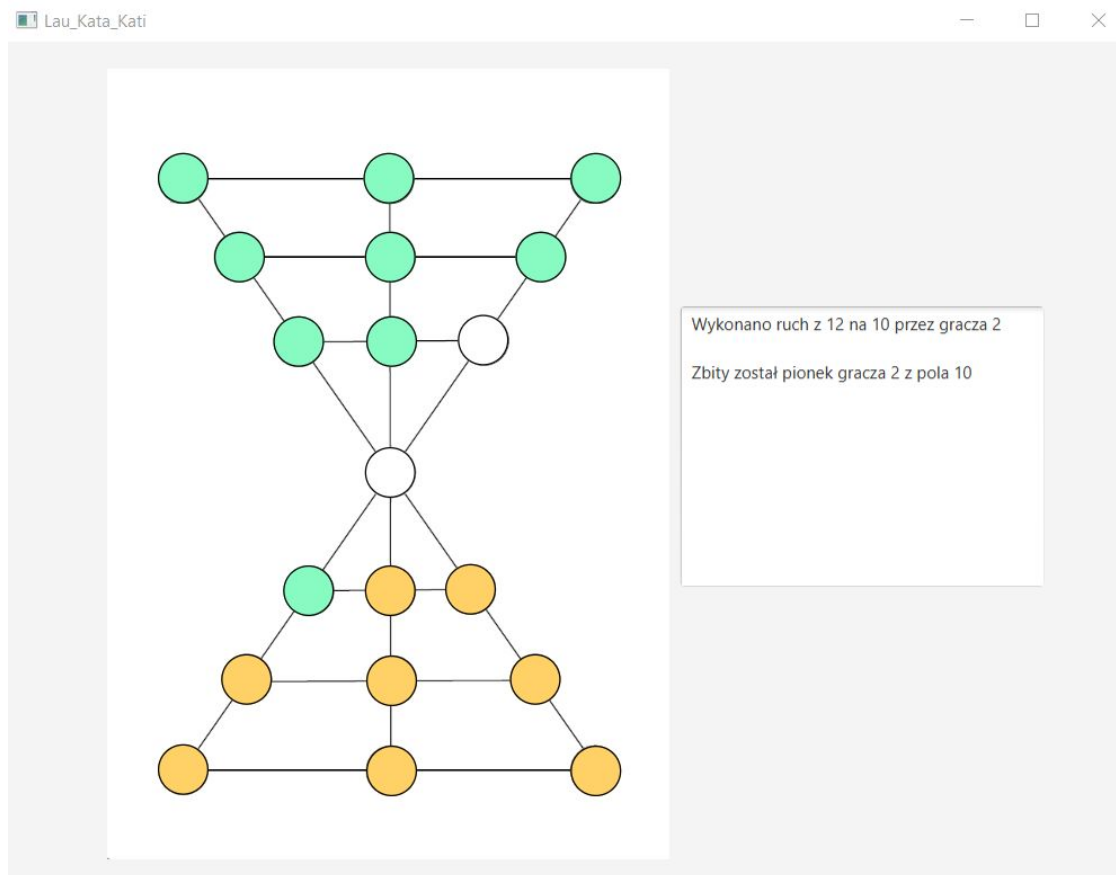 Lau_Kata_Kati
Wykonano ruch z 12 na 10 przez gracza 2
Zbity został pionek gracza 2 z pola 10